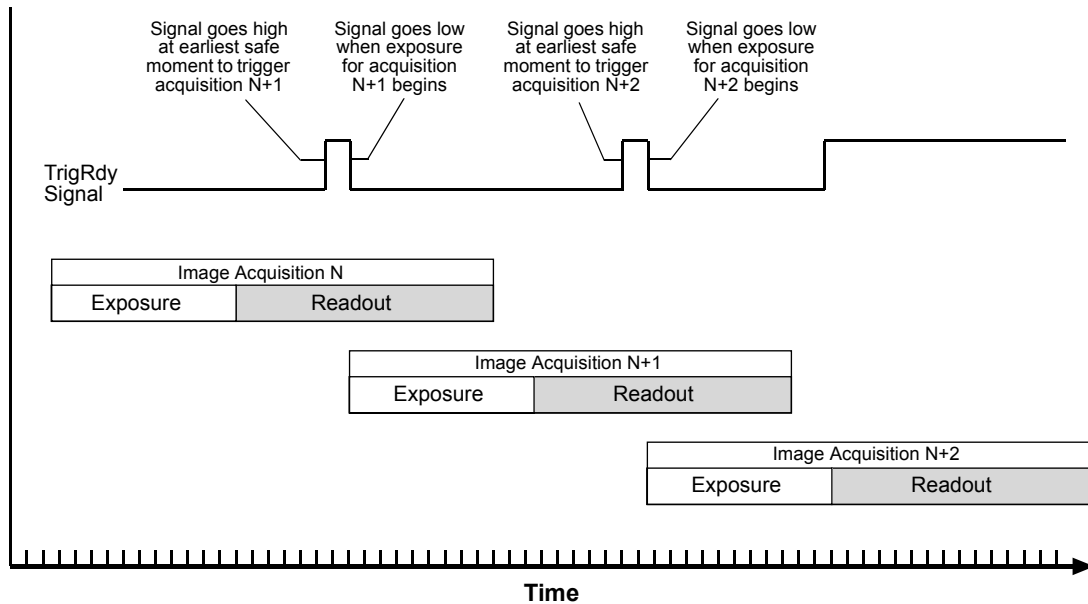 Signal goes high
at earliest safe
moment to trigger
acquisition N+1
Signal goes low
when exposure
for acquisition
N+1 begins
Signal goes high
at earliest safe
moment to trigger
acquisition N+2
Signal goes low
when exposure
for acquisition
N+2 begins
TrigRdy
Signal
Image Acquisition N
Exposure
Readout
Image Acquisition N+1
Exposure
Readout
Image Acquisition N+2
Exposure
Readout
Time